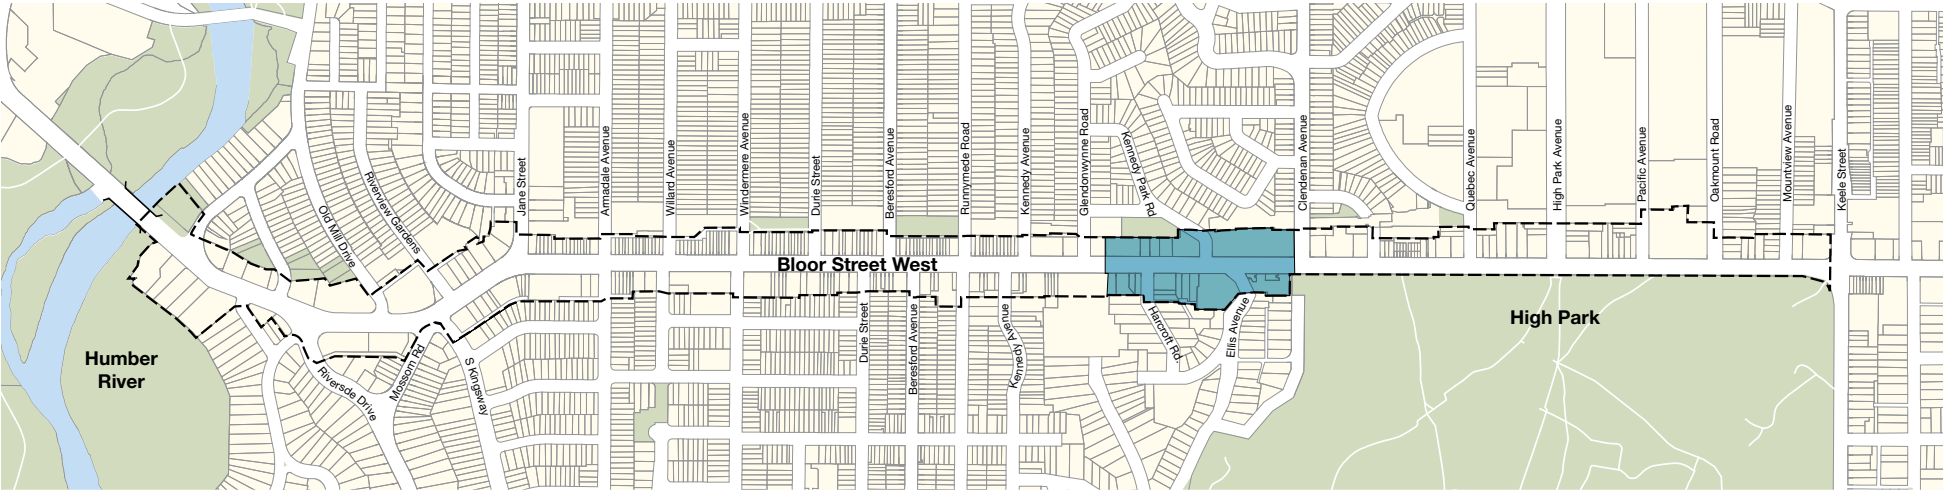 Jane Street
Armadale Avenue
Willard Avenue
Windermere Avenue
Durie Street
Beresford Avenue
Runnymede Road
Kennedy Avenue
Glendonwynne Road
Kennedy Park Rd
Clendenan Avenue
Quebec Avenue
High Park Avenue
Pacific Avenue
Oakmount Road
Mountview Avenue
Keele Street
Old Mill Drive
Riverview Gardens
Bloor Street West
Humber
River
High Park
Riversde Drive
Mossom Rd
S Kingsway
Durie Street
Beresford Avenue
Kennedy Avenue
Harcroft Rd
Ellis Avenue